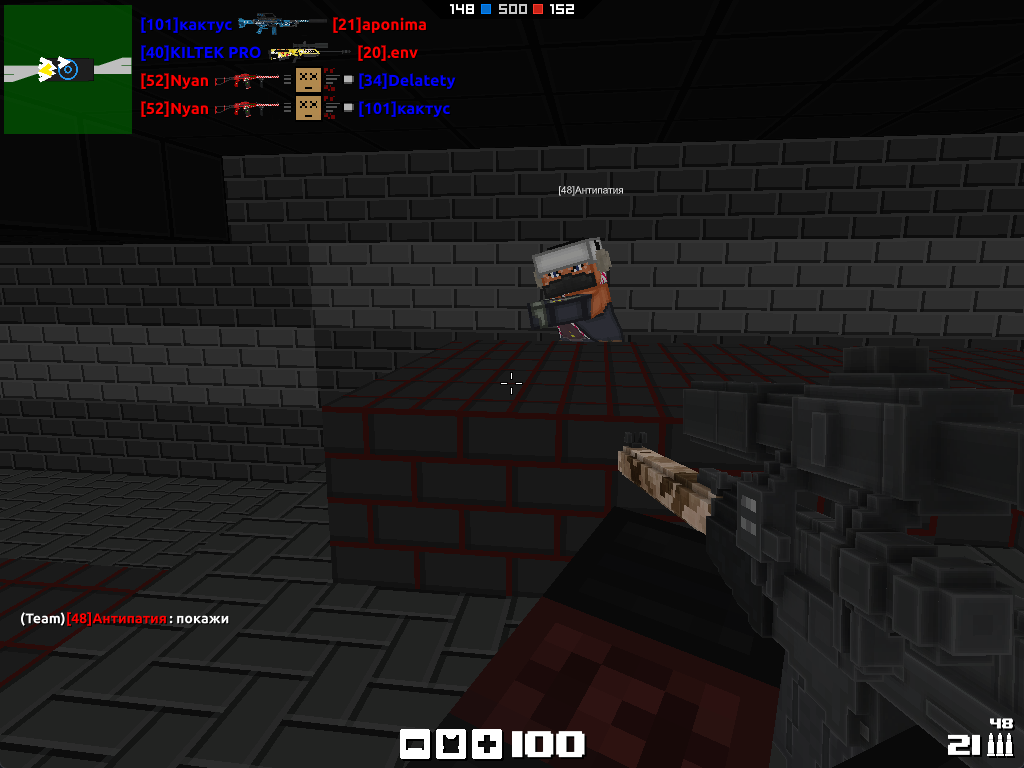 148 500 152
[101]кактус [21]aponima
[40]KILTEK PRO [20].env
[52]Nyan [34]Delatety
[52]Nyan [101]кактус
[48]Антипатия
(Team)[48]Антипатия: покажи
100
48
21